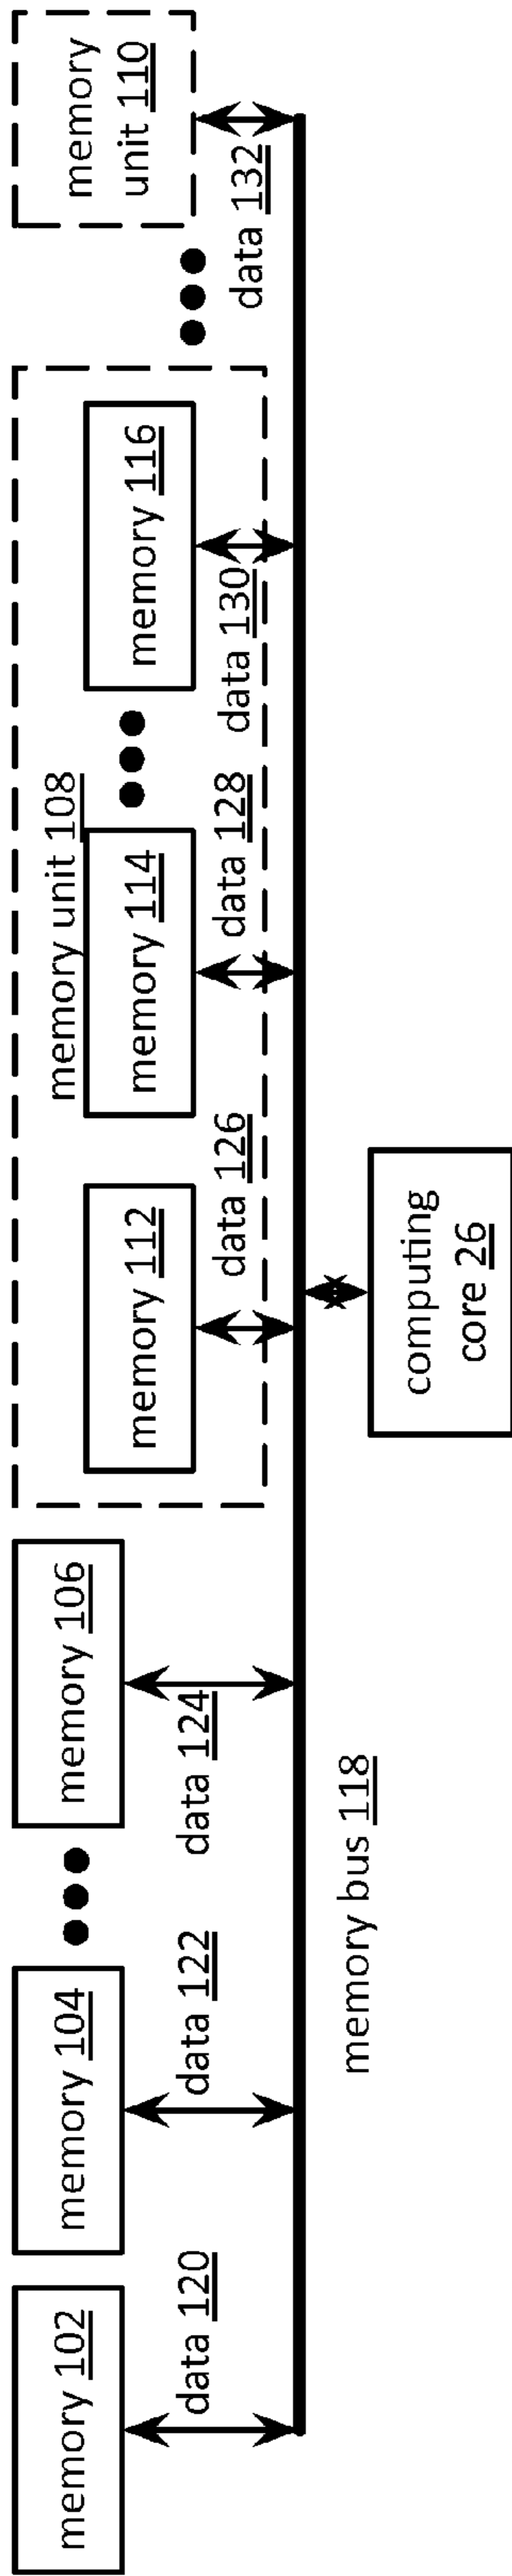 memory 102
memory 104
memory 106
memory unit 108
memory 112
memory 114
memory 116
memory
unit 110
data 120
data 122
data 124
data 126
data 128
data 130
data 132
memory bus 118
computing
core 26